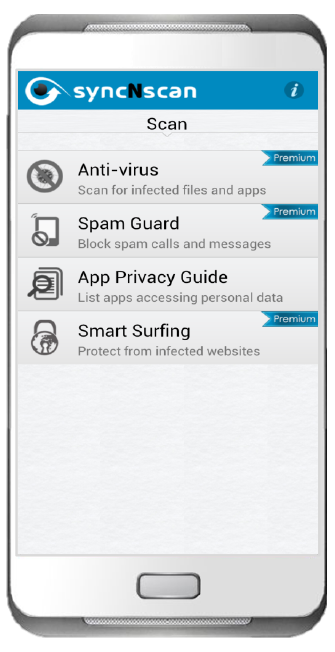 syncNscan
i
Scan
Premium
Anti-virus
Scan for infected files and apps
Premium
Spam Guard
Block spam calls and messages
App Privacy Guide
List apps accessing personal data
Premium
Smart Surfing
Protect from infected websites